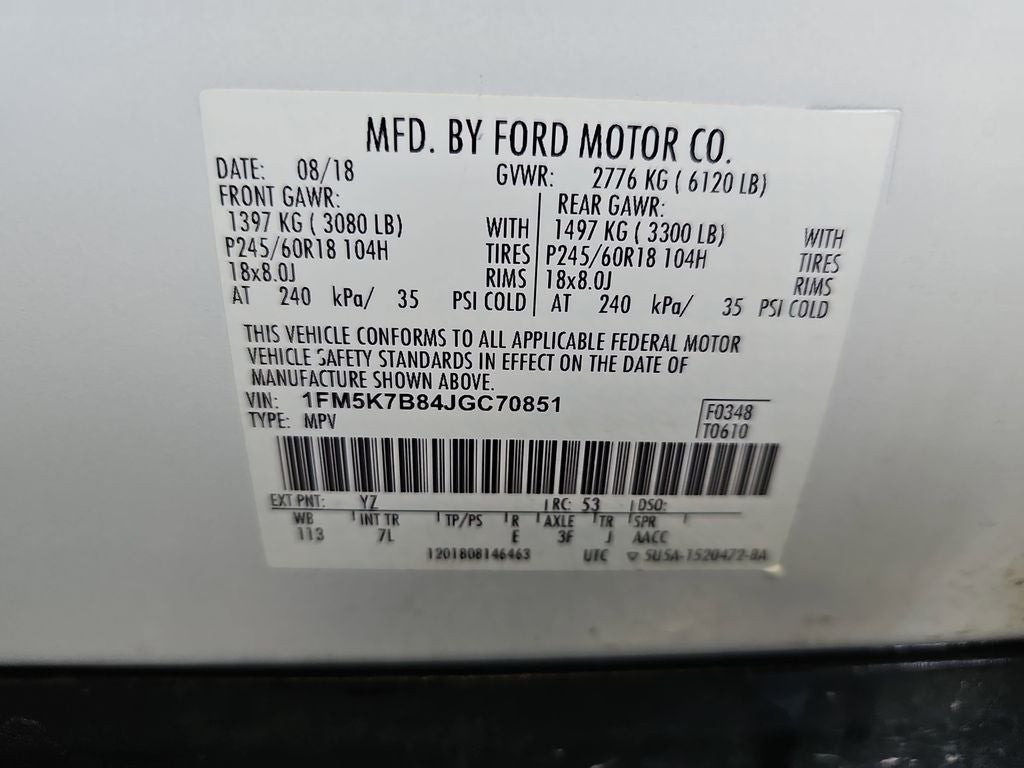 MFD. BY FORD MOTOR CO.
DATE: 08/18 GVWR: 2776 KG ( 6120 LB)
FRONT GAWR: REAR GAWR:
1397 KG ( 3080 LB) WITH 1497 KG ( 3300 LB) WITH
P245/60R18 104H TIRES P245/60R18 104H TIRES
18x8.0J RIMS 18x8.0J RIMS
AT 240 kPa/ 35 PSI COLD AT 240 kPa/ 35 PSI COLD
THIS VEHICLE CONFORMS TO ALL APPLICABLE FEDERAL MOTOR
VEHICLE SAFETY STANDARDS IN EFFECT ON THE DATE OF
MANUFACTURE SHOWN ABOVE.
VIN: 1FM5K7B84JGC70851
TYPE: MPV
F0348
T0610
EXT PNT: YZ RC: 53 DSO:
WB INT TR TP/PS R AXLE TR SPR
113 7L E 3F J AACC
1201808146463 UTC ▽ 5U5A-1520472-BA